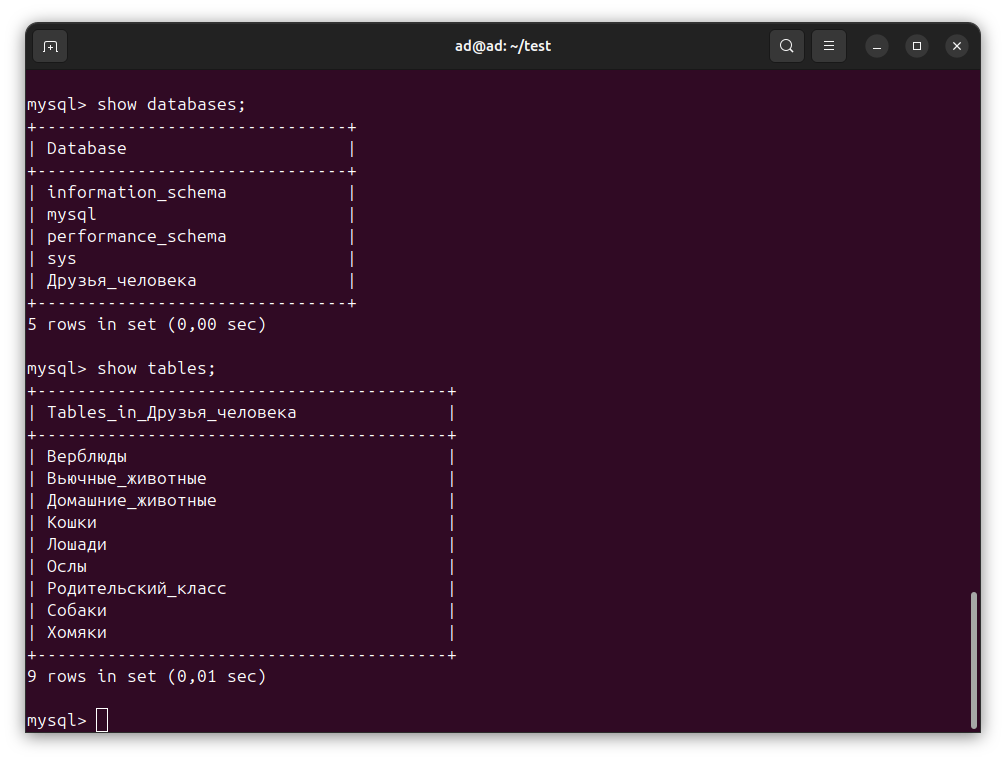 ad@ad: ~/test
mysql> show databases;
+-------------------------------+
| Database                      |
+-------------------------------+
| information_schema            |
| mysql                         |
| performance_schema            |
| sys                           |
| Друзья_человека               |
+-------------------------------+
5 rows in set (0,00 sec)
mysql> show tables;
+-----------------------------------------+
| Tables_in_Друзья_человека               |
+-----------------------------------------+
| Верблюды                                |
| Вьючные_животные                        |
| Домашние_животные                       |
| Кошки                                   |
| Лошади                                  |
| Ослы                                    |
| Родительский_класс                      |
| Собаки                                  |
| Хомяки                                  |
+-----------------------------------------+
9 rows in set (0,01 sec)
mysql>